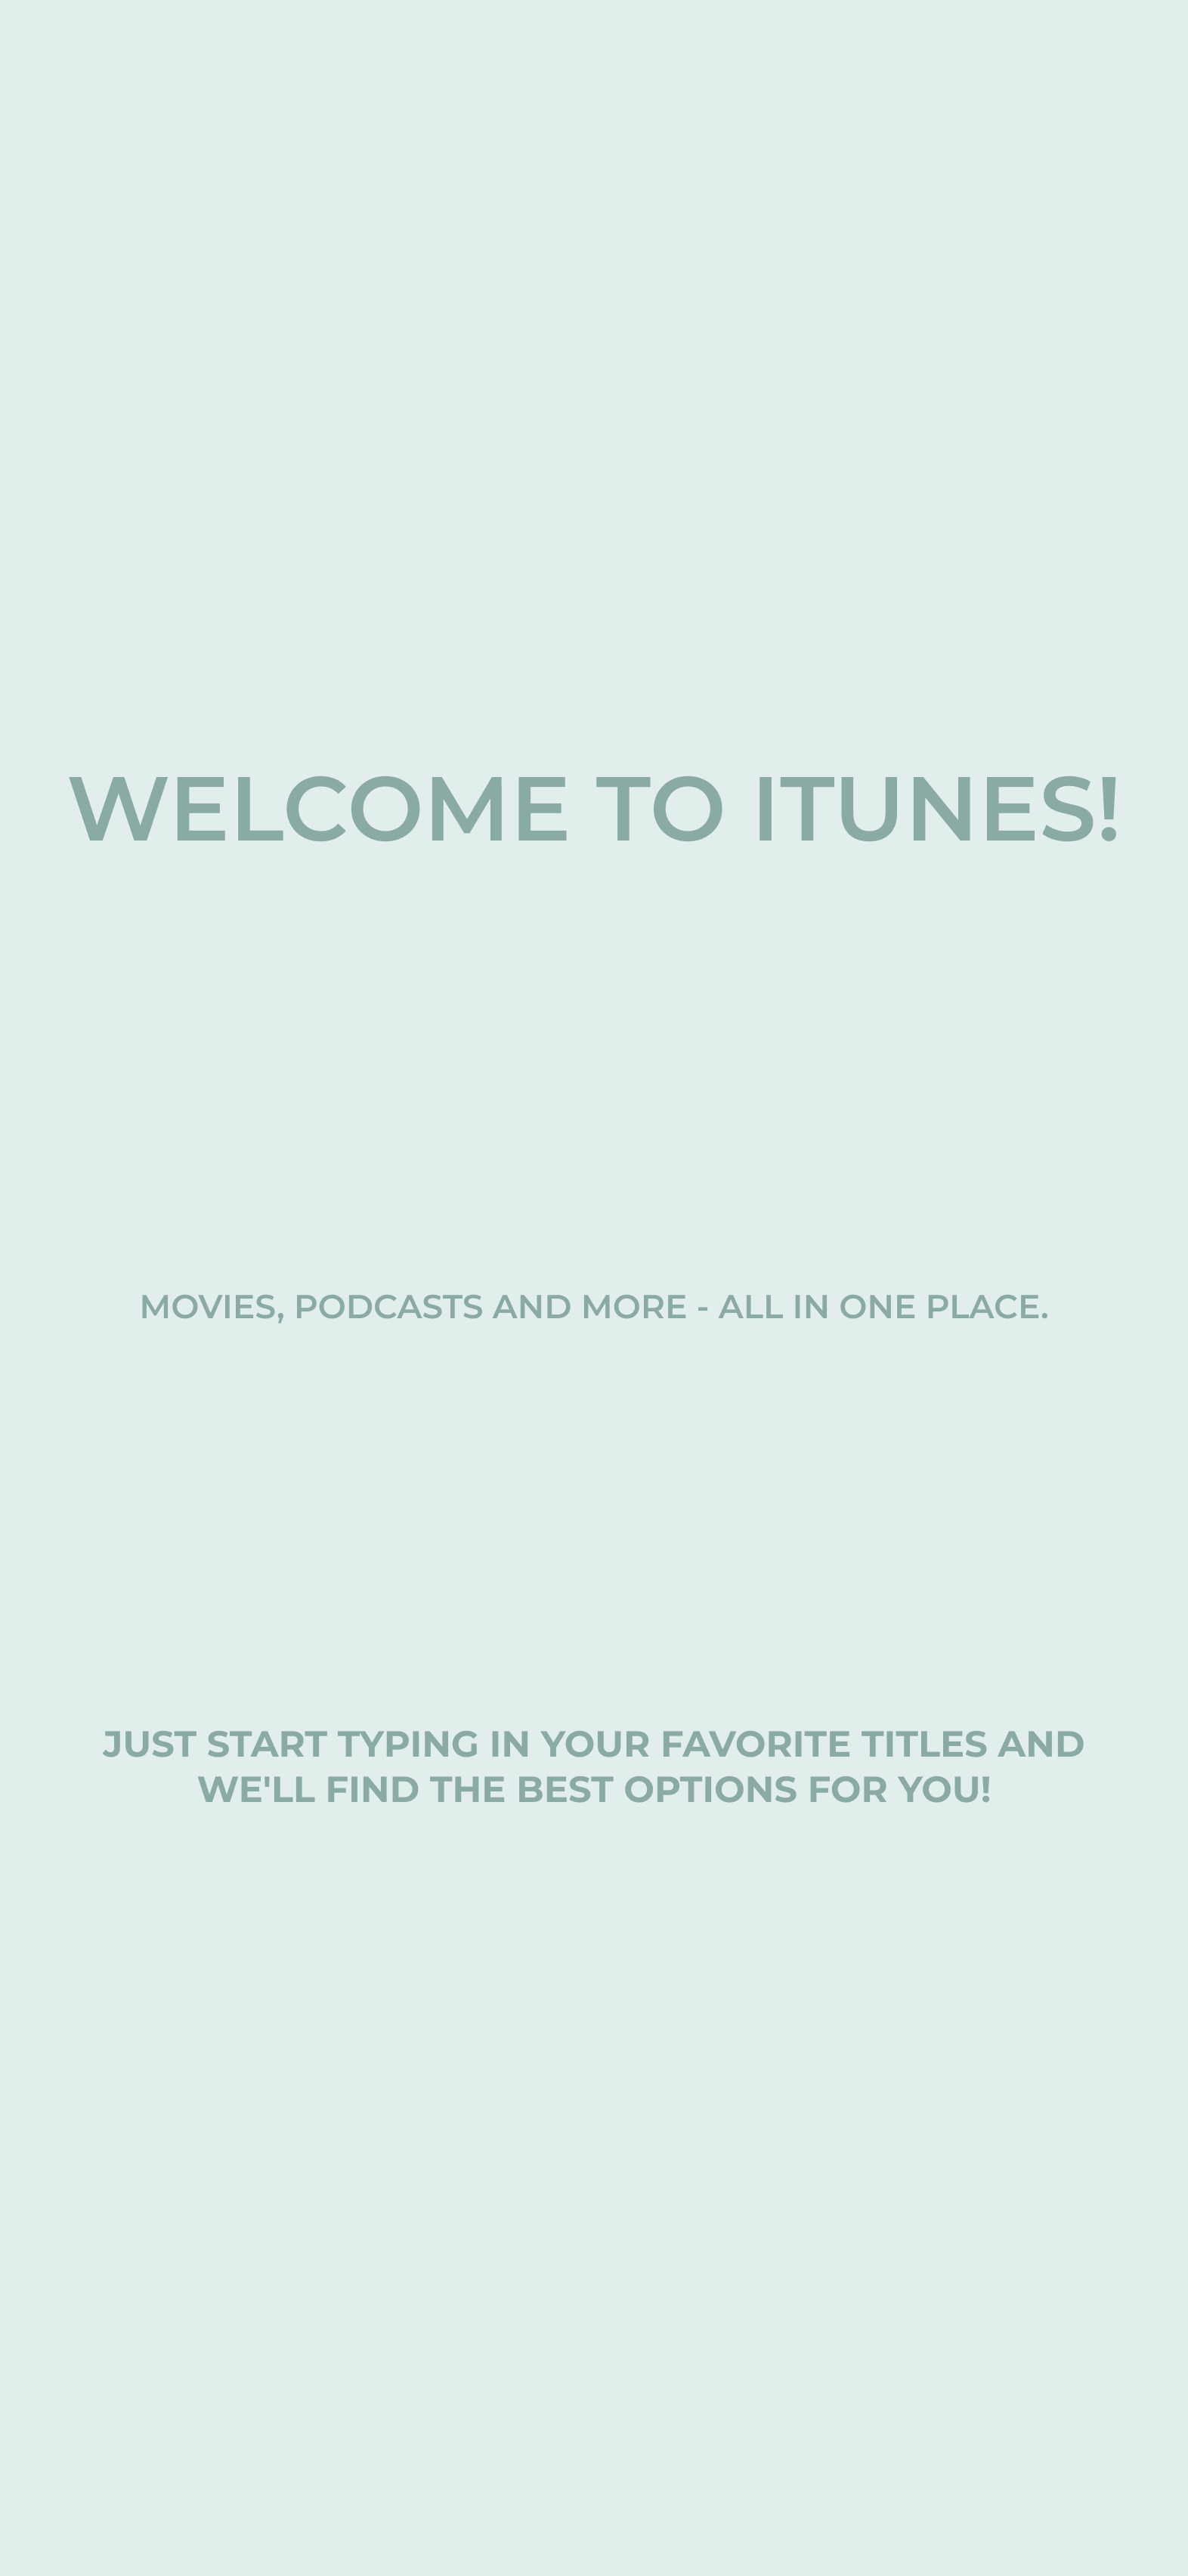 WELCOME TO ITUNES!
MOVIES, PODCASTS AND MORE - ALL IN ONE PLACE.
JUST START TYPING IN YOUR FAVORITE TITLES AND
WE'LL FIND THE BEST OPTIONS FOR YOU!